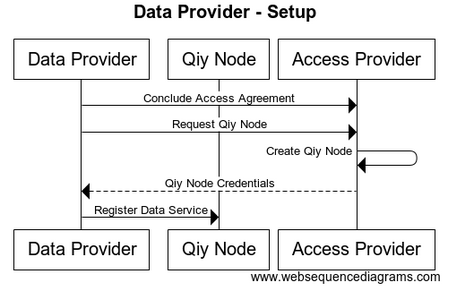 Data Provider - Setup
Data Provider Qiy Node Access Provider
Conclude Access Agreement
Request Qiy Node
Create Qiy Node
Qiy Node Credentials
Register Data Service
Data Provider Qiy Node Access Provider
www.websequencediagrams.com